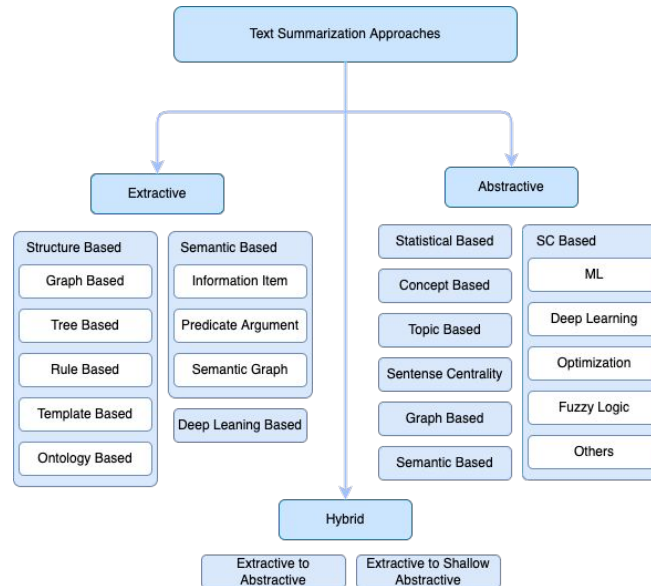 Text Summarization Approaches
Extractive
Abstractive
Structure Based
Graph Based
Tree Based
Rule Based
Template Based
Ontology Based
Semantic Based
Information Item
Predicate Argument
Semantic Graph
Deep Leaning Based
Statistical Based
Concept Based
Topic Based
Sentense Centrality
Graph Based
Semantic Based
SC Based
ML
Deep Learning
Optimization
Fuzzy Logic
Others
Hybrid
Extractive to
Abstractive
Extractive to Shallow
Abstractive